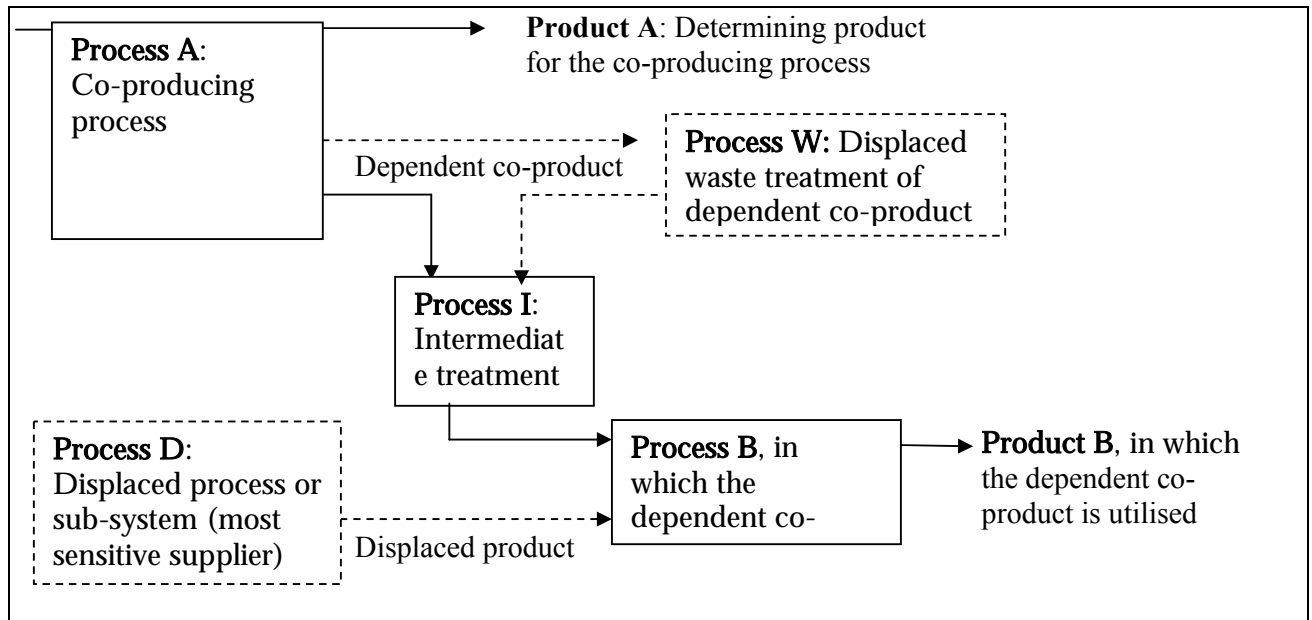 Process A:
Co-producing
process
Product A: Determining product
for the co-producing process
Dependent co-product
Process W: Displaced
waste treatment of
dependent co-product
Process I:
Intermediat
e treatment
Process D:
Displaced process or
sub-system (most
sensitive supplier)
Displaced product
Process B, in
which the
dependent co-
Product B, in which
the dependent co-
product is utilised